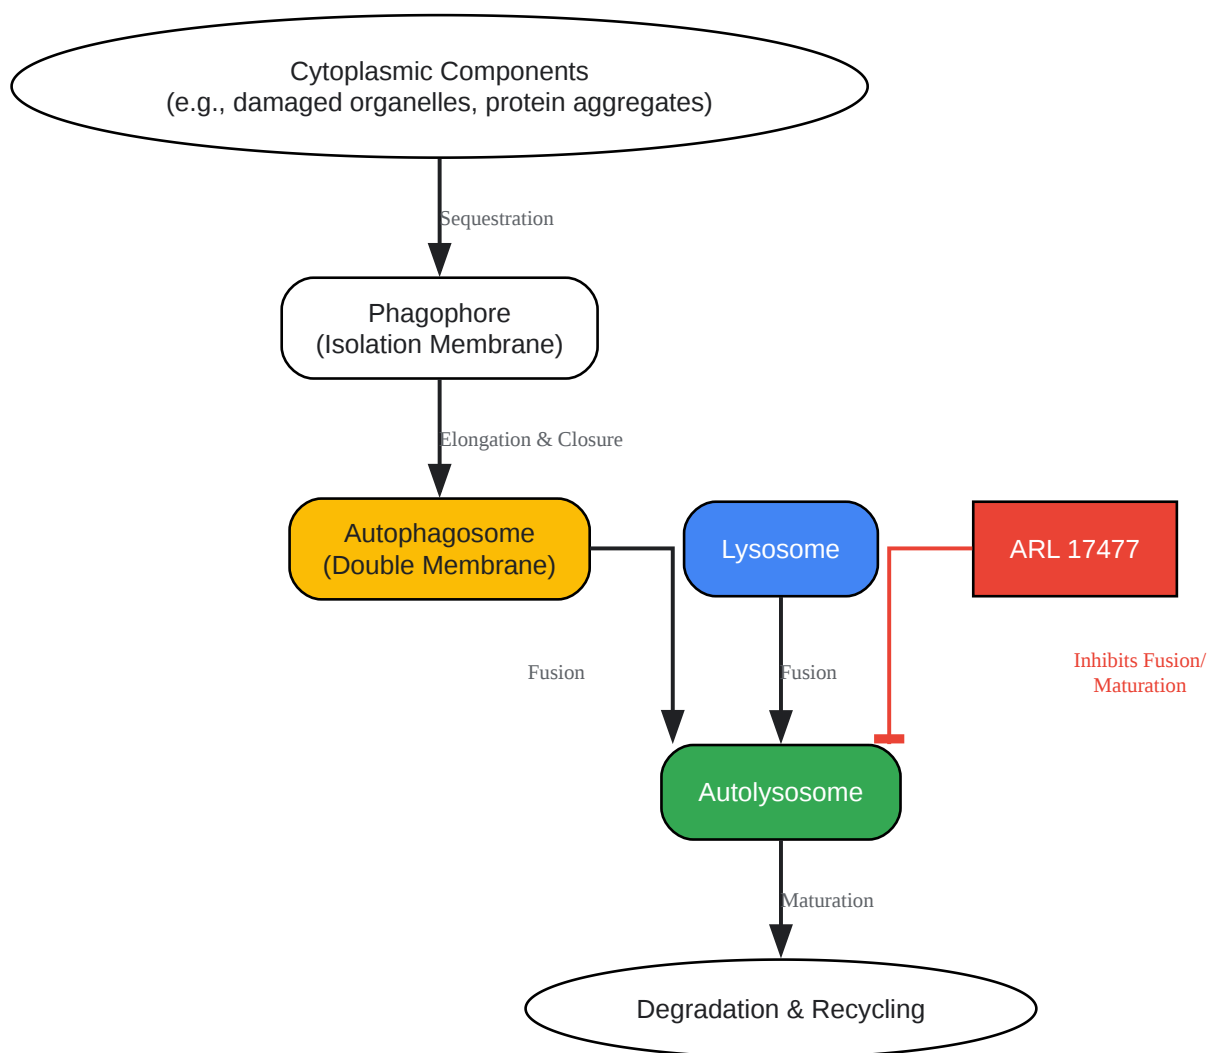 Cytoplasmic Components
(e.g., damaged organelles, protein aggregates)
Sequestration
Phagophore
(Isolation Membrane)
Elongation & Closure
Autophagosome
(Double Membrane)
Lysosome
ARL 17477
Fusion
Fusion
Inhibits Fusion/
Maturation
Autolysosome
Maturation
Degradation & Recycling